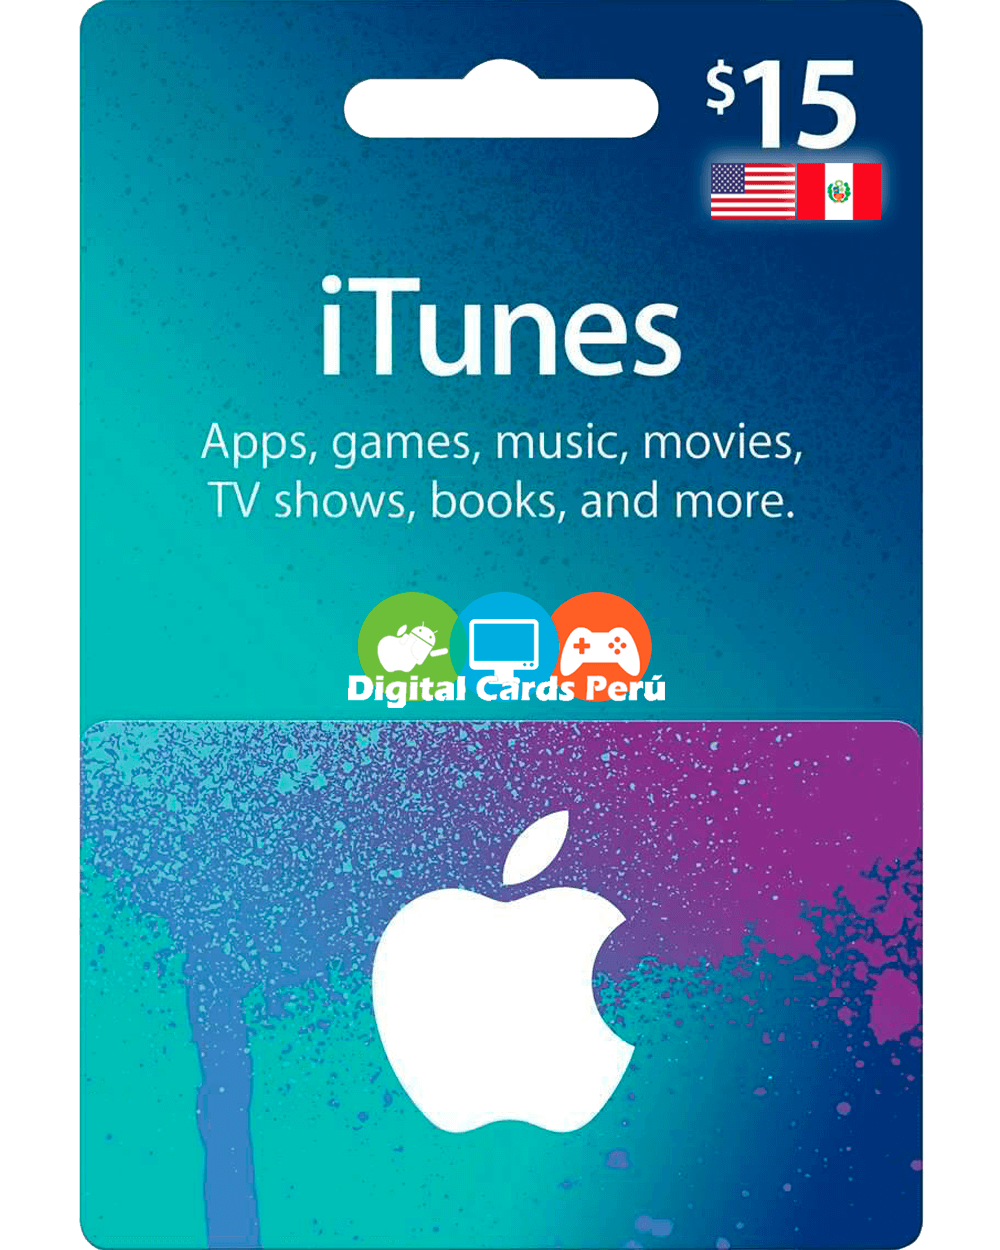 $15
iTunes
Apps, games, music, movies,
TV shows, books, and more.
Digital Cards Perú